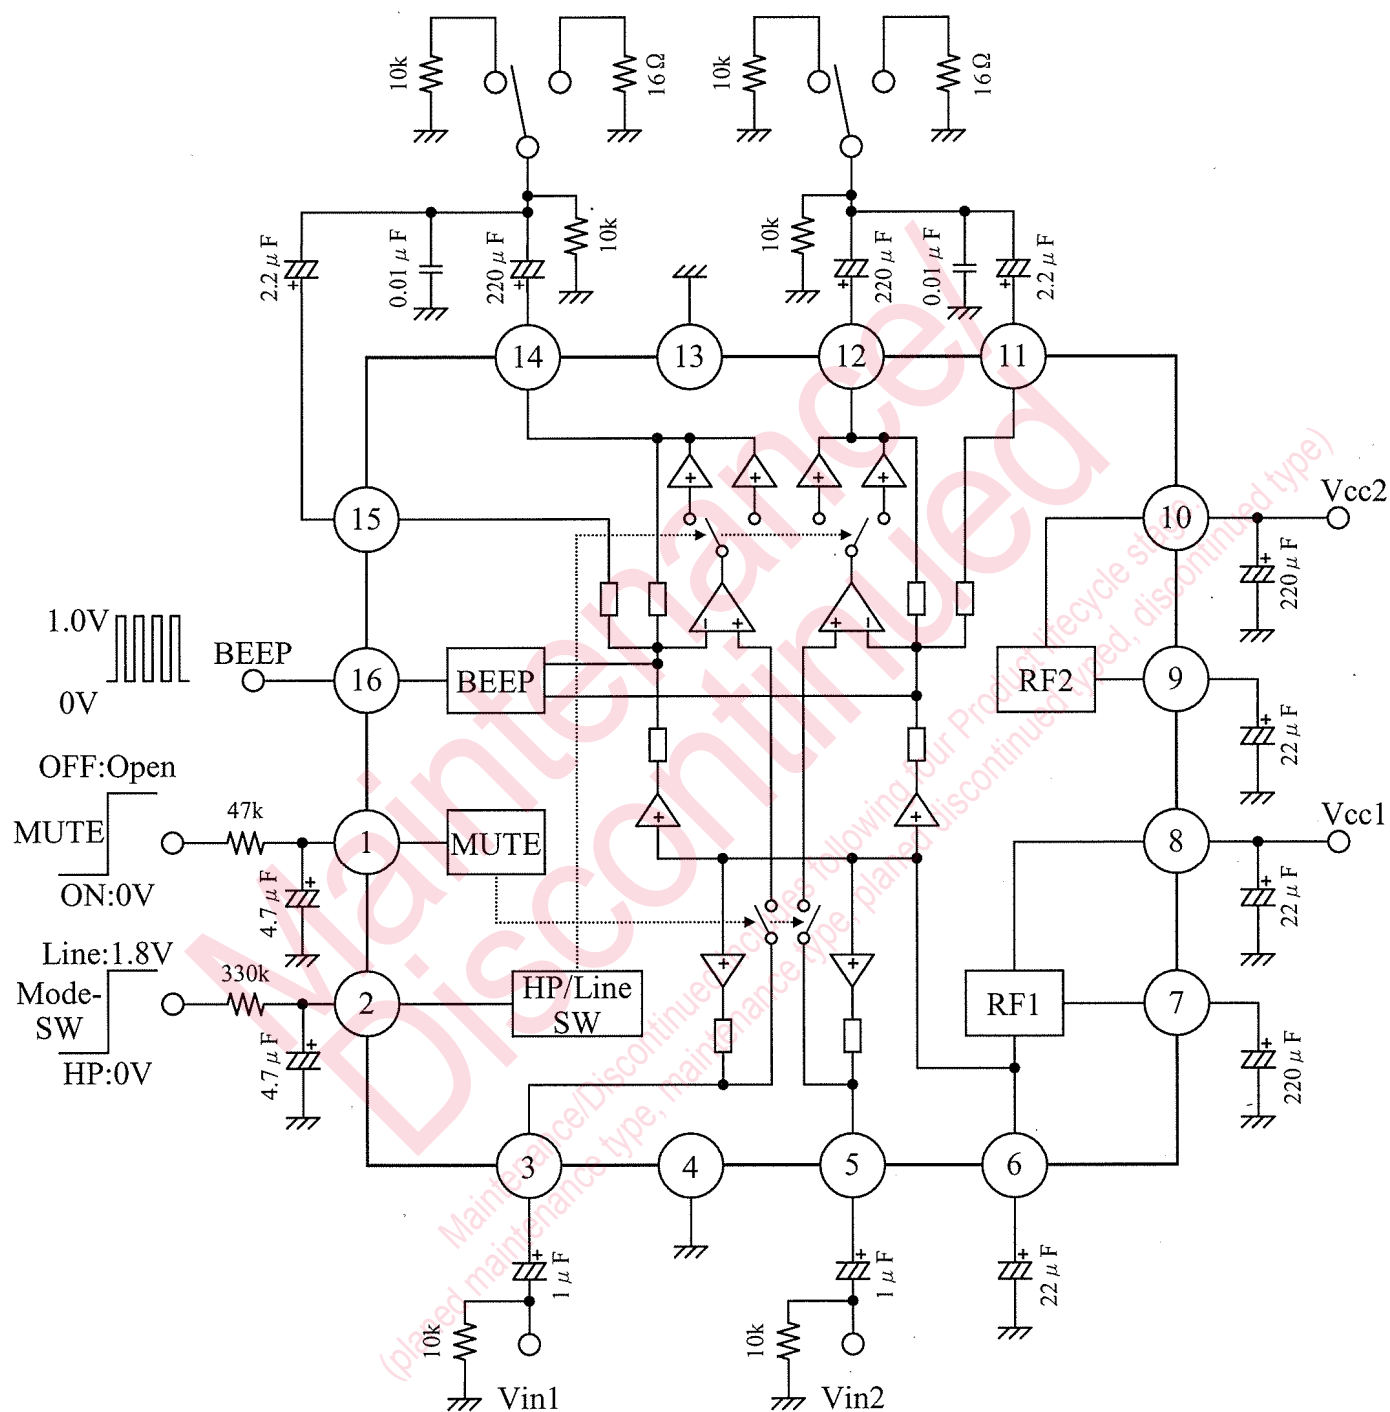 10k
16Ω
10k
16Ω
2.2μF
0.01μF
220μF
10k
10k
220μF
0.01μF
2.2μF
14
13
12
11
15
10
Vcc2
220μF
1.0V
0V
BEEP
16
BEEP
RF2
9
22μF
OFF:Open
MUTE
ON:0V
47k
4.7μF
1
MUTE
8
Vcc1
22μF
Line:1.8V
Mode-
SW
HP:0V
330k
4.7μF
2
HP/Line
SW
RF1
7
220μF
3
4
5
6
1μF
1μF
22μF
10k
10k
Vin1
Vin2
Maintenance/
Discontinued
Maintenance/Discontinued includes following four Product lifecycle stage.
(planed maintenance type, maintenance type, planed discontinued typed, discontinued type)